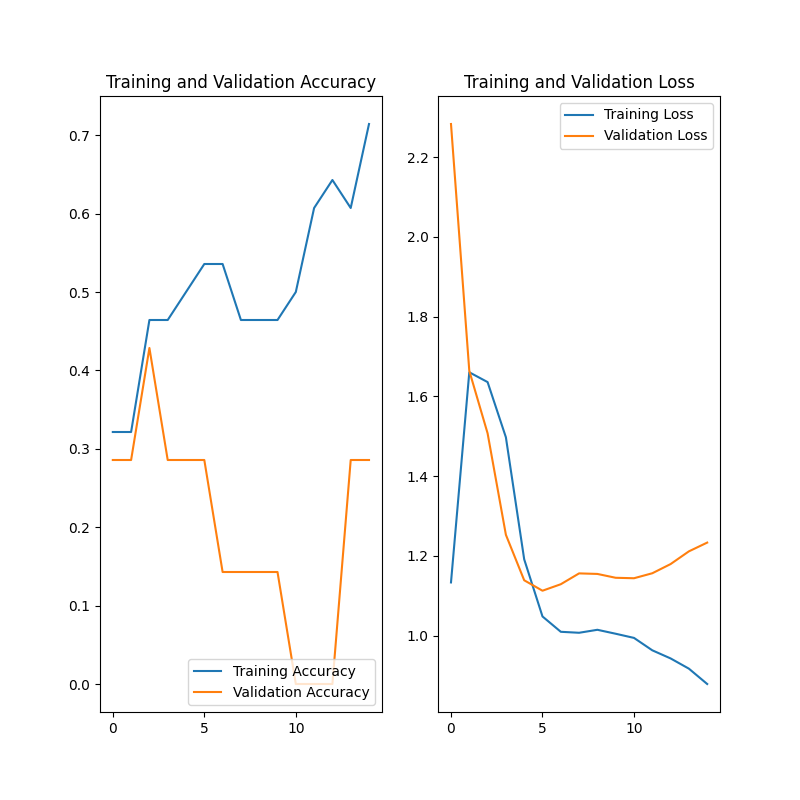 Training and Validation Accuracy
0.7
0.6
0.5
0.4
0.3
0.2
0.1
0.0
0 5 10
Training Accuracy
Validation Accuracy
Training and Validation Loss
Training Loss
Validation Loss
2.2
2.0
1.8
1.6
1.4
1.2
1.0
0 5 10